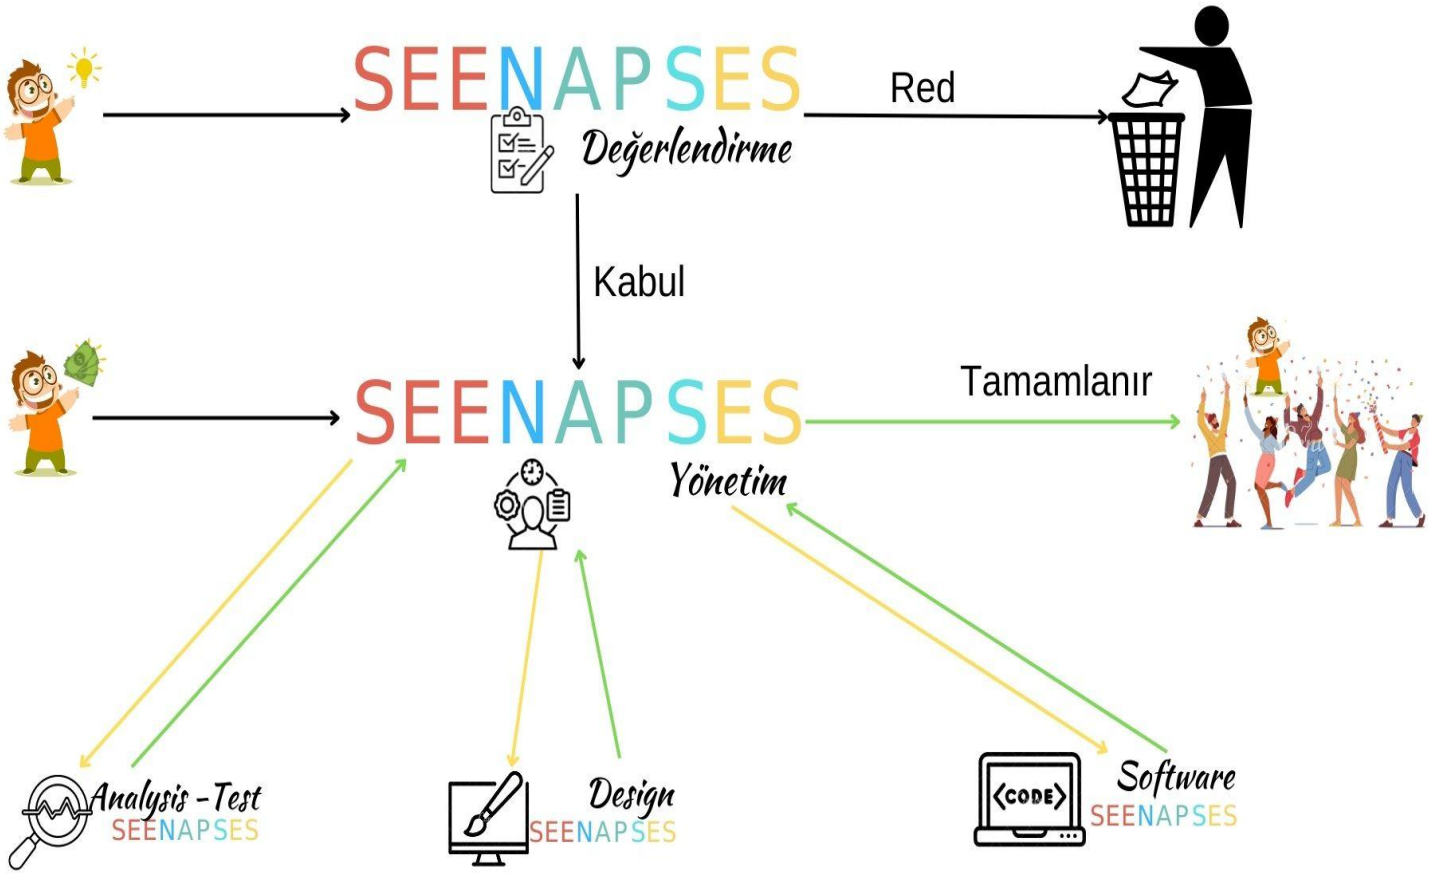 SEENAPSES
Değerlendirme
Red
Kabul
SEENAPSES
Yönetim
Tamamlanır
Analysis - Test
SEENAPSES
Design
SEENAPSES
<CODE>
Software
SEENAPSES